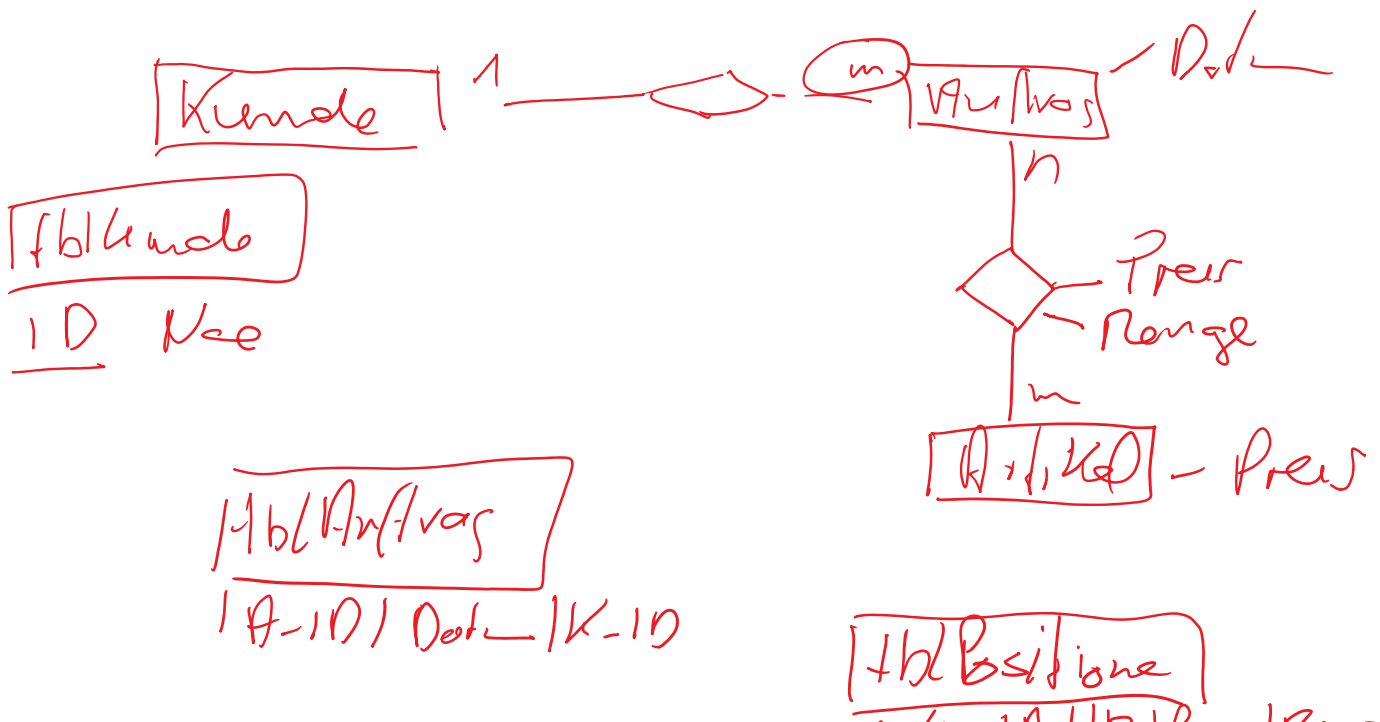 Kunde 1 m Auftrag Datum
tblKunde
ID Name
n
Preis
Menge
m
Artikel - Preis
tblAuftrag
A-ID | Datum | K-ID
tblPositione